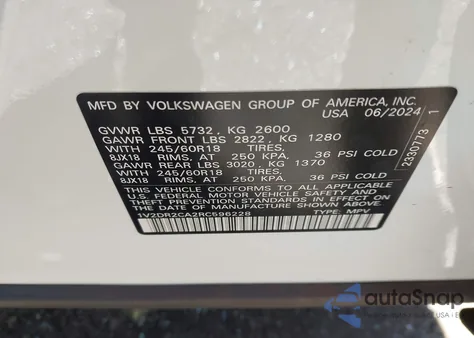 MFD. BY VOLKSWAGEN GROUP OF AMERICA, INC.
USA 06/2024
GVWR LBS 5732, KG 2600
GAWR FRONT LBS 2822, KG 1280
WITH 245/60R18 TIRES,
8JX18 RIMS, AT 250 KPA, 36 PSI COLD
GAWR REAR LBS 3020, KG 1370
WITH 245/60R18 TIRES,
8JX18 RIMS, AT 250 KPA, 36 PSI COLD
THIS VEHICLE CONFORMS TO ALL APPLICABLE
U.S. FEDERAL MOTOR VEHICLE SAFETY AND
THEFT PREVENTION STANDARDS IN EFFECT ON
THE DATE OF MANUFACTURE SHOWN ABOVE.
1V2DR2CA2RC596228 TYPE: MPV
23307773 1
autoSnap